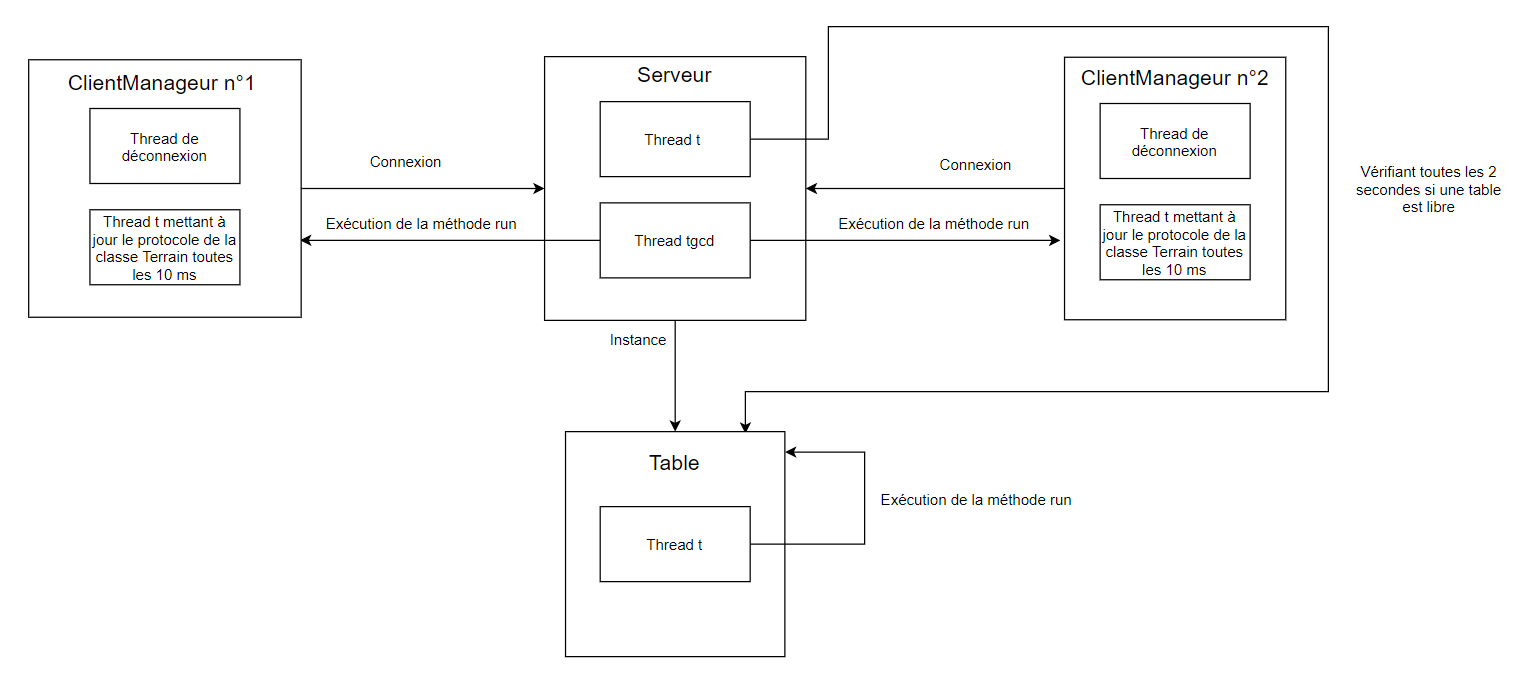 ClientManageur n°1
Thread de
déconnexion
Thread t mettant à
jour le protocole de la
classe Terrain toutes
les 10 ms
Connexion
Exécution de la méthode run
Serveur
Thread t
Thread tgcd
Connexion
Exécution de la méthode run
ClientManageur n°2
Thread de
déconnexion
Thread t mettant à
jour le protocole de la
classe Terrain toutes
les 10 ms
Vérifiant toutes les 2
secondes si une table
est libre
Instance
Table
Thread t
Exécution de la méthode run